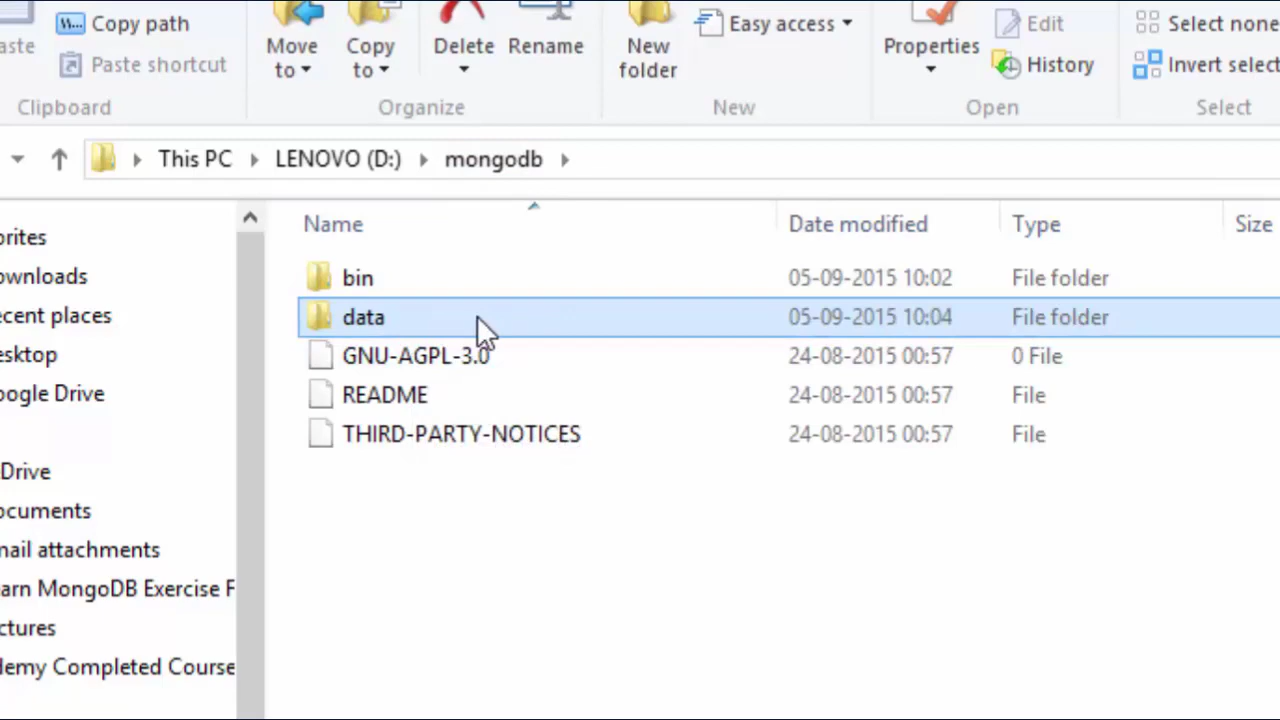 Copy path
aste
Paste shortcut
Clipboard
Move to
Copy to
Delete
Rename
Organize
New folder
Easy access
New
Properties
Edit
History
Open
Select none
Invert select
Select
This PC
LENOVO (D:)
mongodb
Name Date modified Type Size
bin 05-09-2015 10:02 File folder
data 05-09-2015 10:04 File folder
GNU-AGPL-3.0 24-08-2015 00:57 0 File
README 24-08-2015 00:57 File
THIRD-PARTY-NOTICES 24-08-2015 00:57 File
orites
ownloads
ecent places
esktop
oogle Drive
Drive
ocuments
mail attachments
arn MongoDB Exercise F
ctures
demy Completed Course